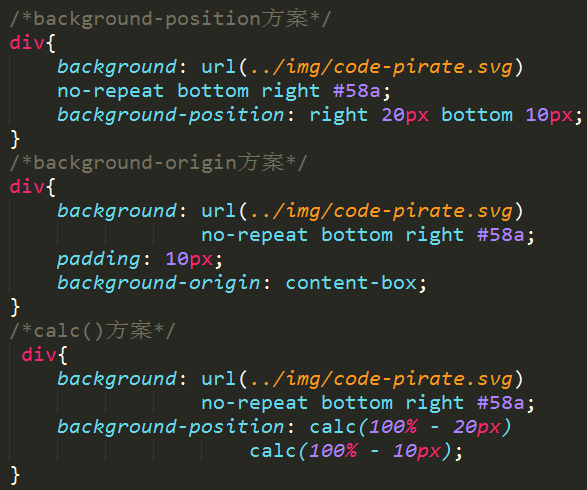 /*background-position方案*/
div{
    background: url(../img/code-pirate.svg)
    no-repeat bottom right #58a;
    background-position: right 20px bottom 10px;
}
/*background-origin方案*/
div{
    background: url(../img/code-pirate.svg)
                no-repeat bottom right #58a;
    padding: 10px;
    background-origin: content-box;
}
/*calc()方案*/
 div{
    background: url(../img/code-pirate.svg)
                no-repeat bottom right #58a;
    background-position: calc(100% - 20px)
                    calc(100% - 10px);
}